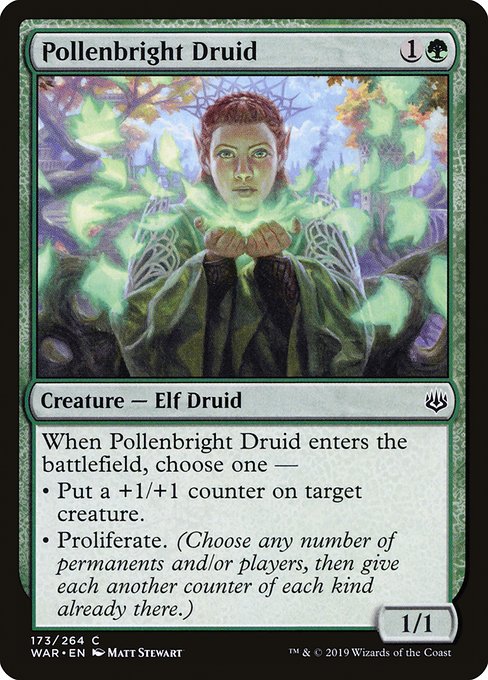 Pollenbright Druid 1
Creature — Elf Druid
When Pollenbright Druid enters the
battlefield, choose one —
• Put a +1/+1 counter on target
creature.
• Proliferate. (Choose any number of
permanents and/or players, then give
each another counter of each kind
already there.)
1/1
173/264 C
WAR • EN Matt Stewart
™ & © 2019 Wizards of the Coast